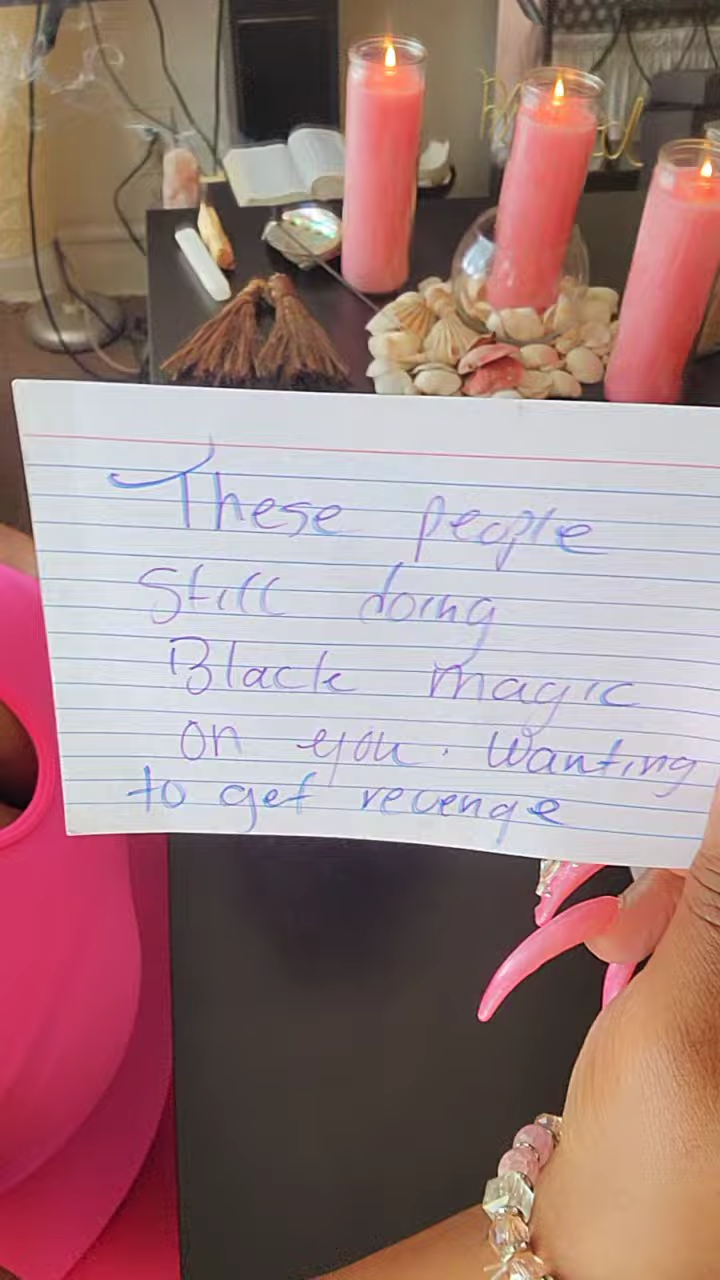 These people
Still doing
Black magic
on you. Wanting
to get revenge